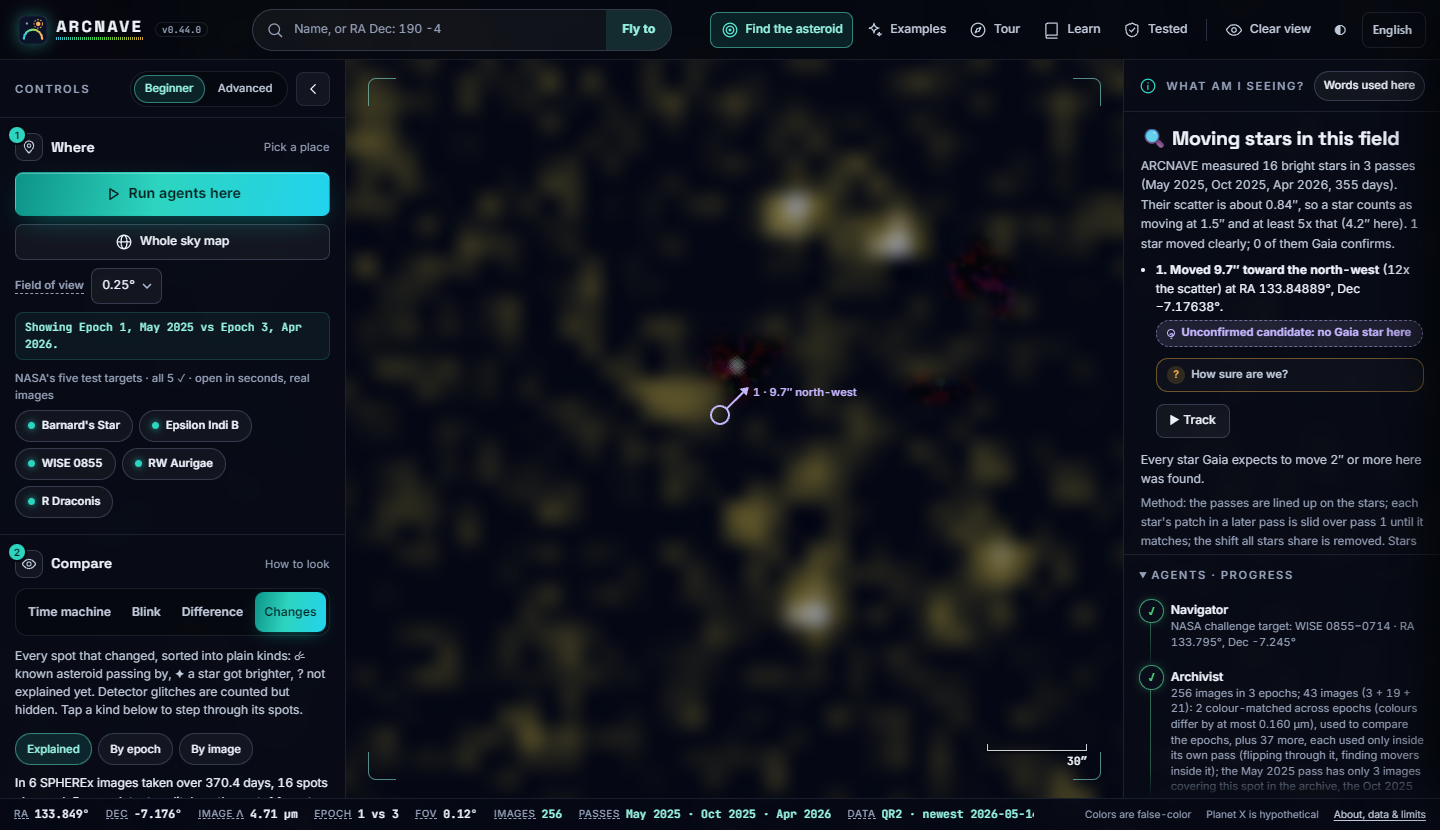 ARCNAVE
v0.44.0
Name, or RA Dec: 190 -4
Fly to
Find the asteroid
Examples
Tour
Learn
Tested
Clear view
English
CONTROLS
Beginner
Advanced
1
Where
Pick a place
Run agents here
Whole sky map
Field of view
0.25°
Showing Epoch 1, May 2025 vs Epoch 3, Apr
2026.
NASA's five test targets · all 5 ✓ · open in seconds, real
images
Barnard's Star
Epsilon Indi B
WISE 0855
RW Aurigae
R Draconis
2
Compare
How to look
Time machine
Blink
Difference
Changes
Every spot that changed, sorted into plain kinds: ☄
known asteroid passing by, ✦ a star got brighter, ? not
explained yet. Detector glitches are counted but
hidden. Tap a kind below to step through its spots.
Explained
By epoch
By image
In 6 SPHEREx images taken over 370.4 days, 16 spots
1 · 9.7″ north-west
30″
WHAT AM I SEEING?
Words used here
🔍 Moving stars in this field
ARCNAVE measured 16 bright stars in 3 passes
(May 2025, Oct 2025, Apr 2026, 355 days).
Their scatter is about 0.84″, so a star counts as
moving at 1.5″ and at least 5x that (4.2″ here). 1
star moved clearly; 0 of them Gaia confirms.
• 1. Moved 9.7″ toward the north-west (12x
the scatter) at RA 133.84889°, Dec
−7.17638°.
Unconfirmed candidate: no Gaia star here
? How sure are we?
▶ Track
Every star Gaia expects to move 2″ or more here
was found.
Method: the passes are lined up on the stars; each
star's patch in a later pass is slid over pass 1 until it
matches; the shift all stars share is removed. Stars
▼ AGENTS · PROGRESS
✓ Navigator
NASA challenge target: WISE 0855−0714 · RA
133.795°, Dec -7.245°
✓ Archivist
256 images in 3 epochs; 43 images (3 + 19 +
21): 2 colour-matched across epochs (colours
differ by at most 0.160 µm), used to compare
the epochs, plus 37 more, each used only inside
its own pass (flipping through it, finding movers
inside it); the May 2025 pass has only 3 images
covering this spot in the archive, the Oct 2025
RA 133.849°
DEC -7.176°
IMAGE Λ 4.71 µm
EPOCH 1 vs 3
FOV 0.12°
IMAGES 256
PASSES May 2025 · Oct 2025 · Apr 2026
DATA QR2 · newest 2026-05-1
Colors are false-color
Planet X is hypothetical
About, data & limits